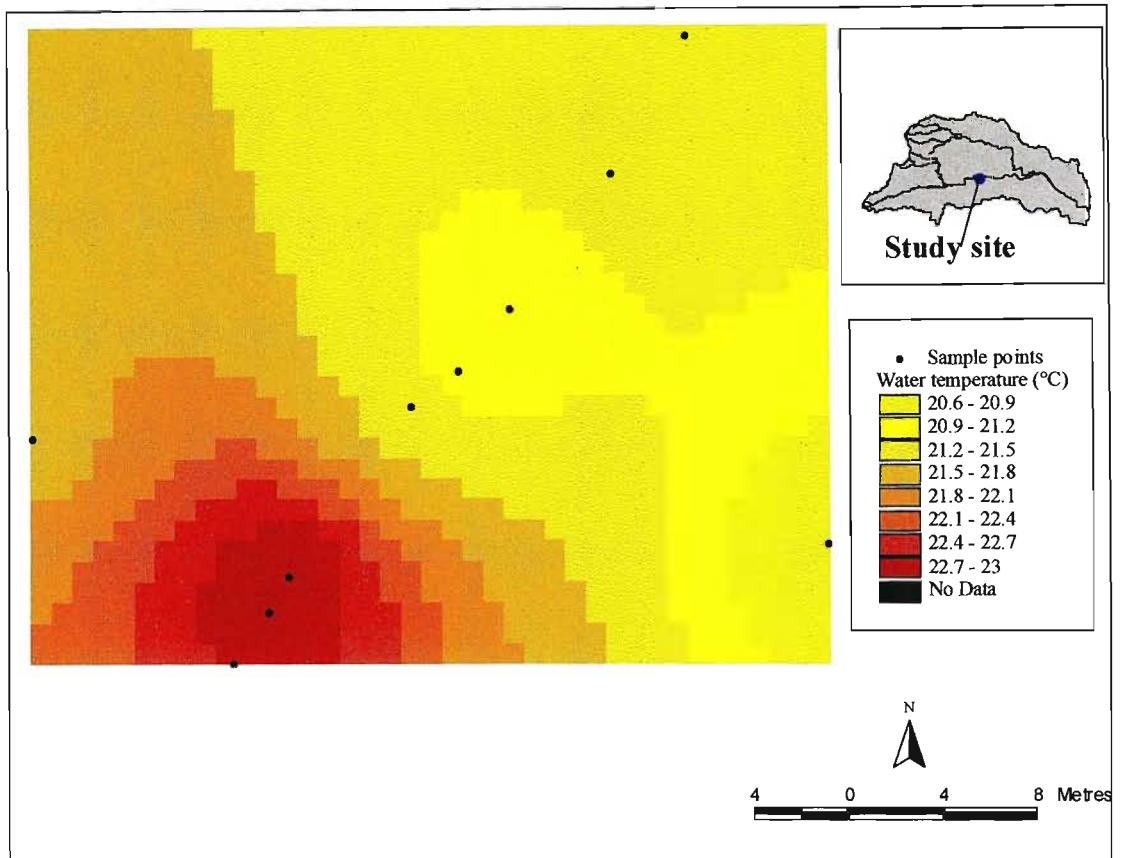 Study site
Sample points
Water temperature (°C)
20.6 - 20.9
20.9 - 21.2
21.2 - 21.5
21.5 - 21.8
21.8 - 22.1
22.1 - 22.4
22.4 - 22.7
22.7 - 23
No Data
N
4 0 4 8 Metres